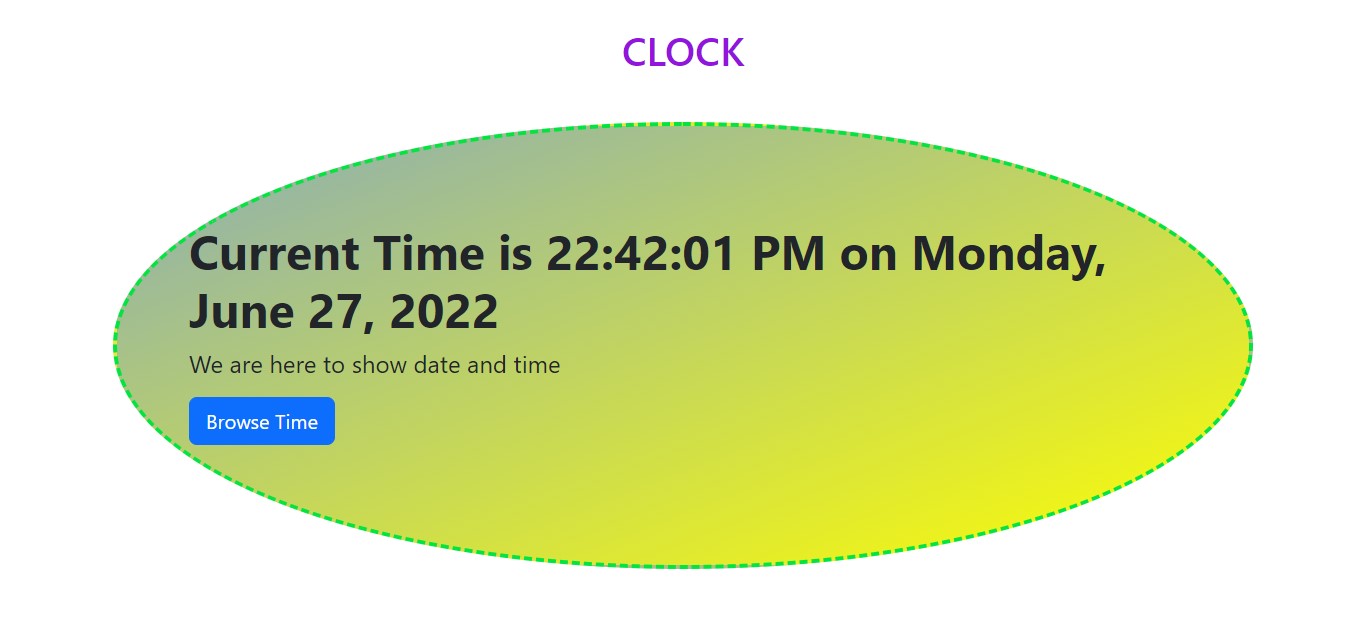 CLOCK
Current Time is 22:42:01 PM on Monday,
June 27, 2022
We are here to show date and time
Browse Time